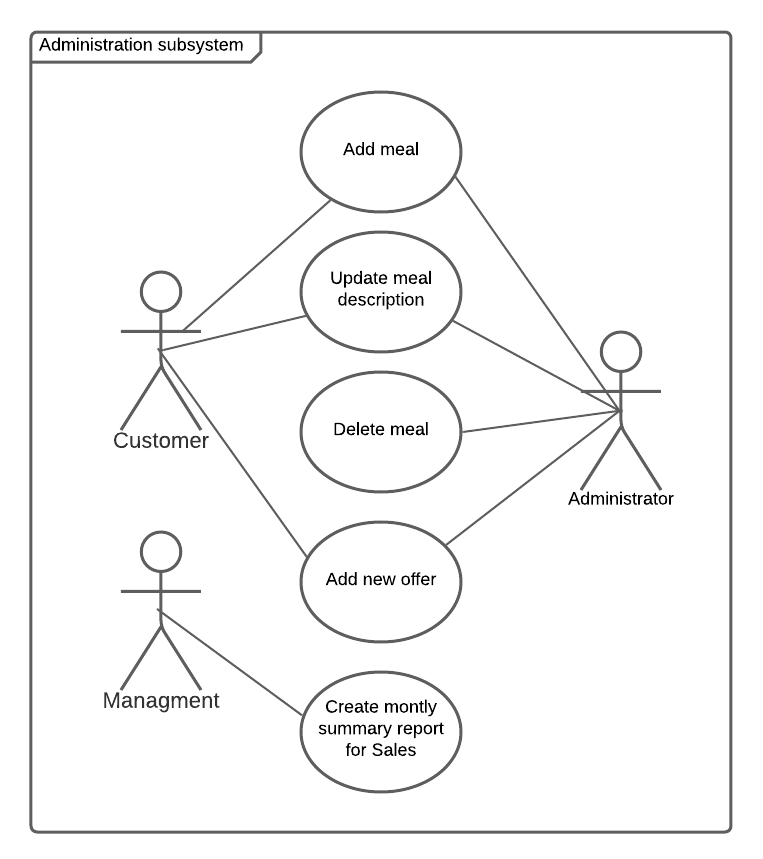 Administration subsystem
Add meal
Update meal
description
Delete meal
Customer
Administrator
Add new offer
Managment
Create montly
summary report
for Sales